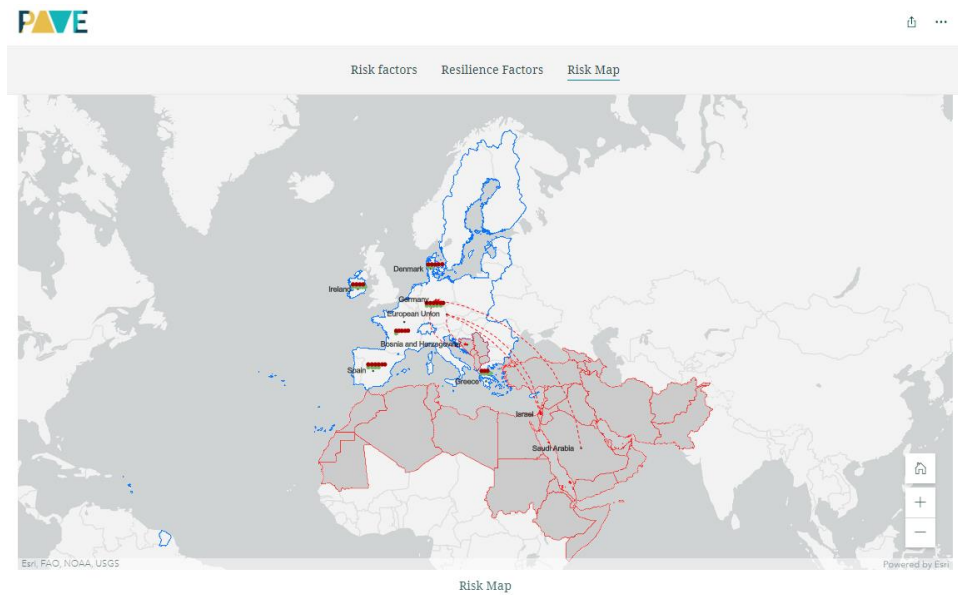 PAVE
Risk factors Resilience Factors Risk Map
Denmark
Ireland
Germany
European Union
Bosnia and Herzegovina
Spain
Greece
Israel
Saudi Arabia
Esri, FAO, NOAA, USGS
Powered by Esri
Risk Map